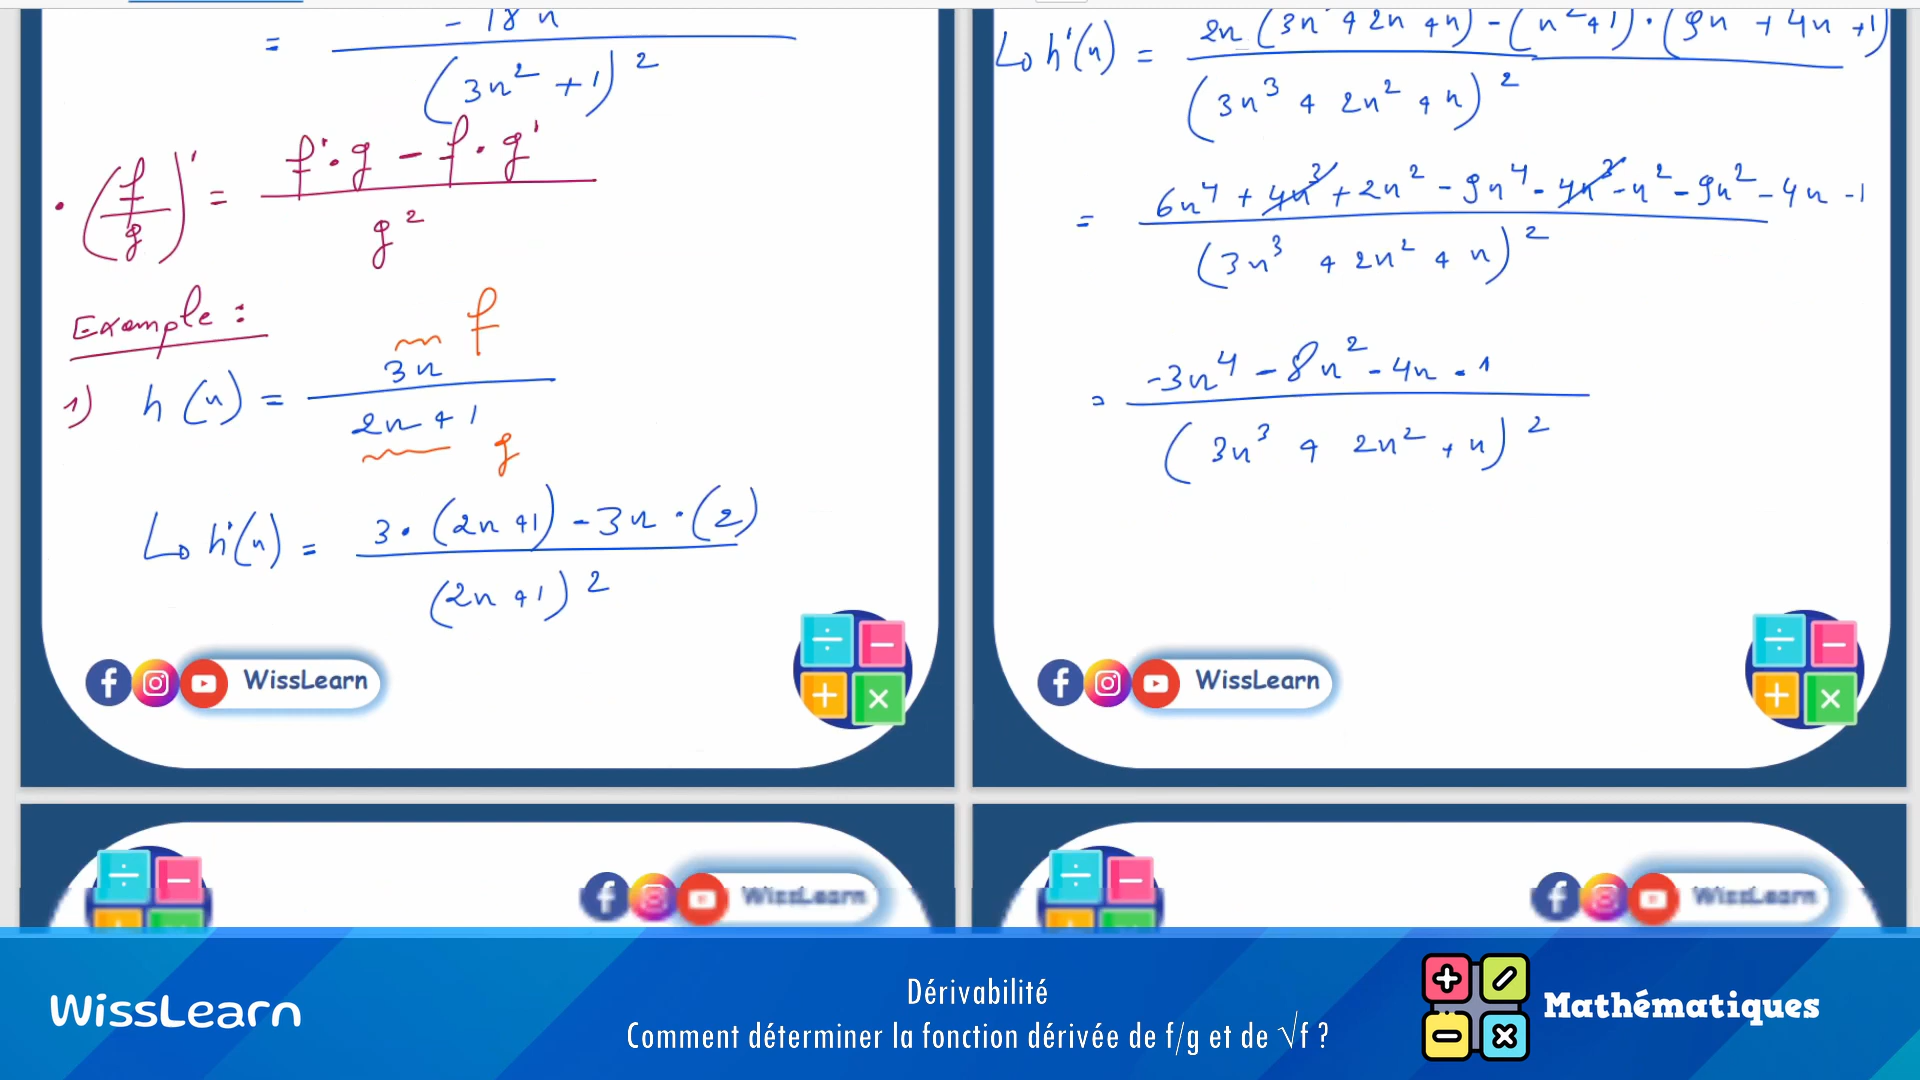 - 18x
= (3x² + 1)²
• (f/g)' = (f'·g - f·g') / g²
Example :
f
1) h(x) = 3x / (2x + 1)
g
↳ h'(x) = (3·(2x+1) - 3x·(2)) / (2x+1)²
WissLearn
↳ h'(x) = (2x(3x³ + 2x² + x) - (x²+1)·(9x² + 4x + 1)) / (3x³ + 2x² + x)²
= (6x⁴ + 4x³ + 2x² - 9x⁴ - 4x³ - x² - 9x² - 4x - 1) / (3x³ + 2x² + x)²
= (-3x⁴ - 8x² - 4x - 1) / (3x³ + 2x² + x)²
WissLearn
WissLearn
WissLearn
WissLearn
Dérivabilité
Comment déterminer la fonction dérivée de f/g et de √f ?
Mathématiques